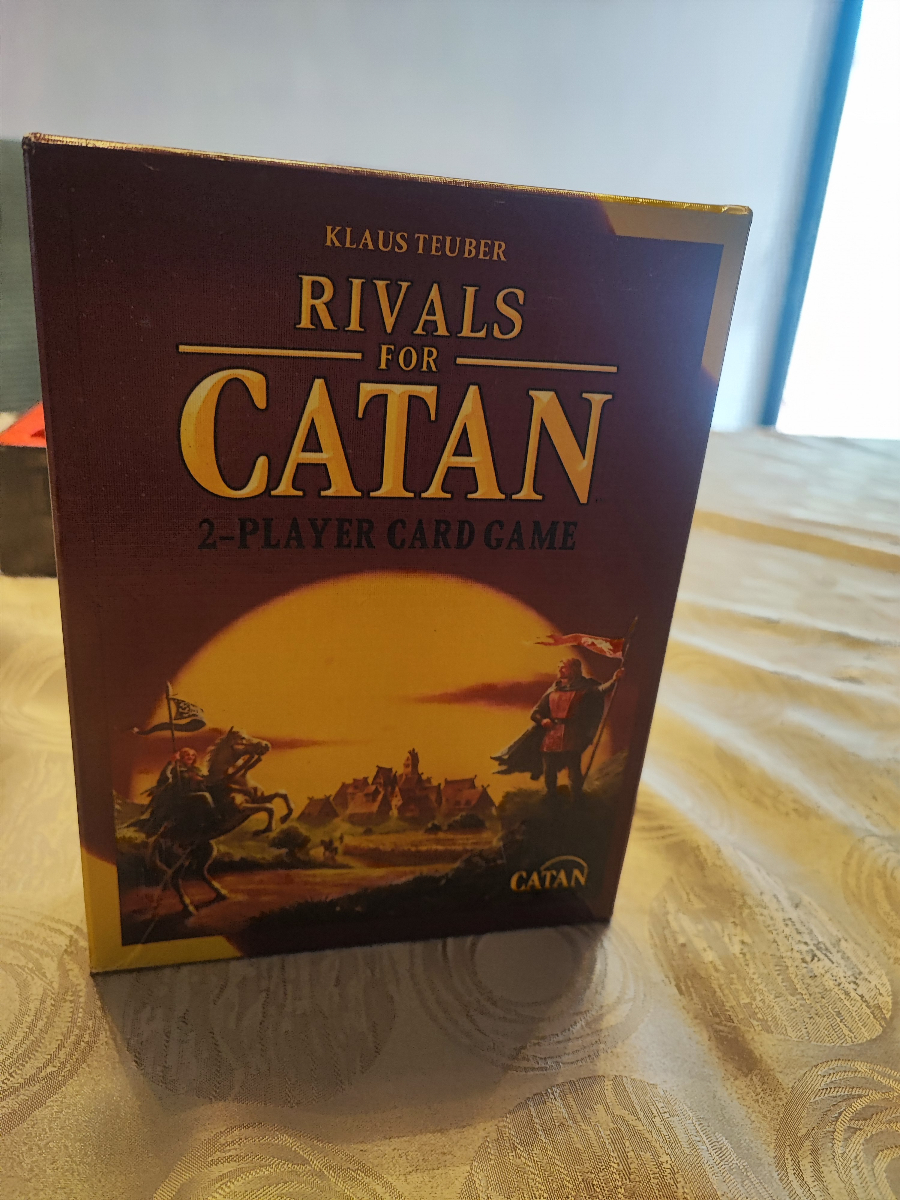 KLAUS TEUBER
RIVALS
FOR
CATAN
2-PLAYER CARD GAME
CATAN